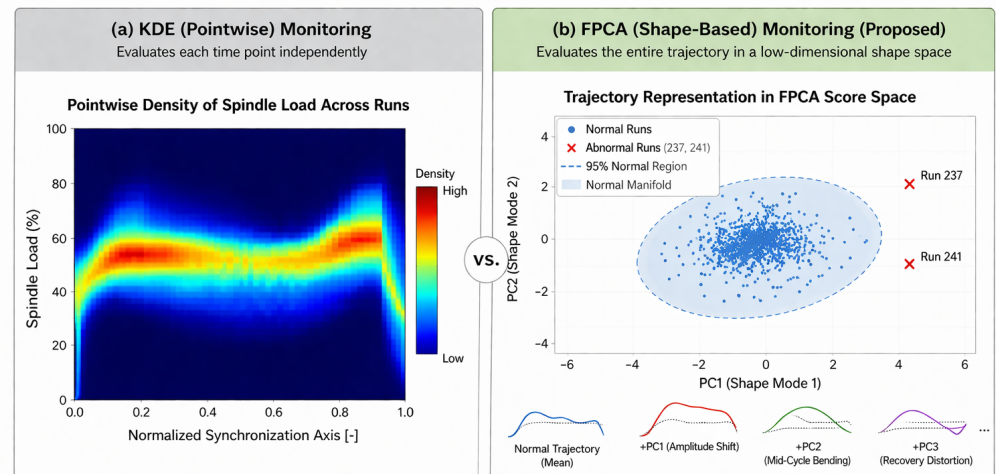 (a) KDE (Pointwise) Monitoring
Evaluates each time point independently
Pointwise Density of Spindle Load Across Runs
Spindle Load (%)
100
80
60
40
20
0
0.0 0.2 0.4 0.6 0.8 1.0
Normalized Synchronization Axis [-]
Density
High
Low
vs.
(b) FPCA (Shape-Based) Monitoring (Proposed)
Evaluates the entire trajectory in a low-dimensional shape space
Trajectory Representation in FPCA Score Space
Normal Runs
Abnormal Runs (237, 241)
95% Normal Region
Normal Manifold
Run 237
Run 241
PC2 (Shape Mode 2)
4
2
0
−2
−4
−6 −4 −2 0 2 4 6
PC1 (Shape Mode 1)
Normal Trajectory
(Mean)
+PC1 (Amplitude Shift)
+PC2
(Mid-Cycle Bending)
+PC3
(Recovery Distortion)
...